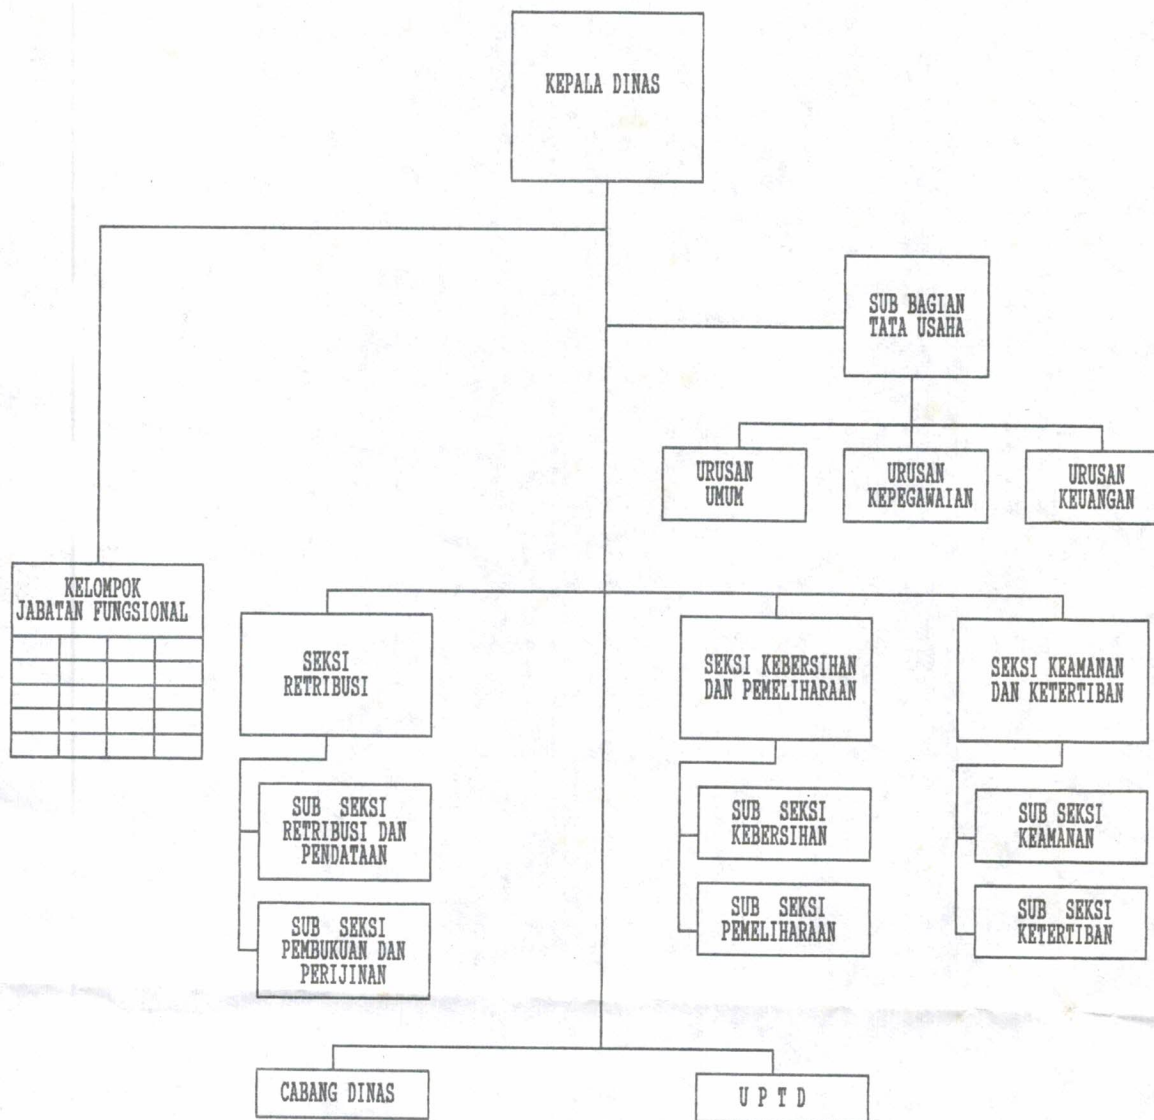 KEPALA DINAS
SUB BAGIAN
TATA USAHA
URUSAN
UMUM
URUSAN
KEPEGAWAIAN
URUSAN
KEUANGAN
KELOMPOK
JABATAN FUNGSIONAL
SEKSI
RETRIBUSI
SEKSI KEBERSIHAN
DAN PEMELIHARAAN
SEKSI KEAMANAN
DAN KETERTIBAN
SUB SEKSI
RETRIBUSI DAN
PENDATAAN
SUB SEKSI
PEMBUKUAN DAN
PERIJINAN
SUB SEKSI
KEBERSIHAN
SUB SEKSI
PEMELIHARAAN
SUB SEKSI
KEAMANAN
SUB SEKSI
KETERTIBAN
CABANG DINAS
U P T D